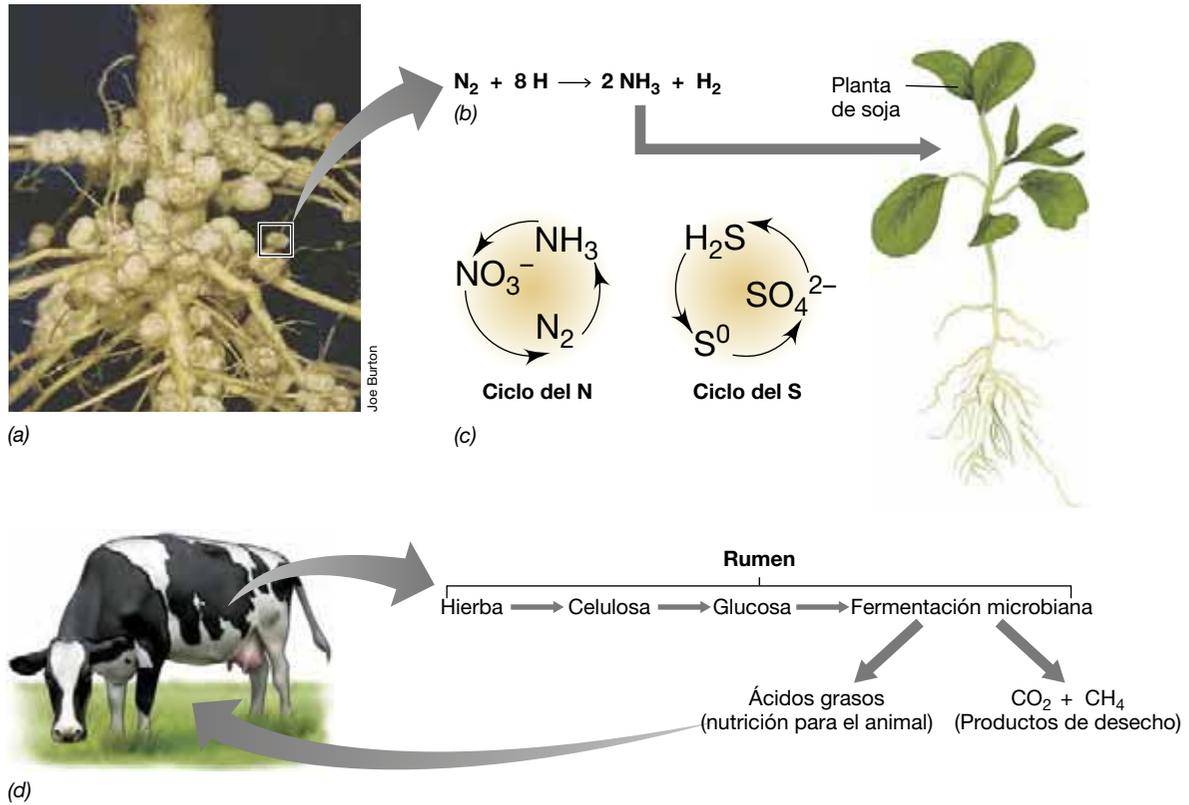 N₂ + 8 H ⟶ 2 NH₃ + H₂
(b)
Planta
de soja
NH₃
NO₃⁻
N₂
Ciclo del N
H₂S
SO₄²⁻
S⁰
Ciclo del S
Joe Burton
(a)
(c)
Rumen
Hierba → Celulosa → Glucosa → Fermentación microbiana
Ácidos grasos
(nutrición para el animal)
CO₂ + CH₄
(Productos de desecho)
(d)